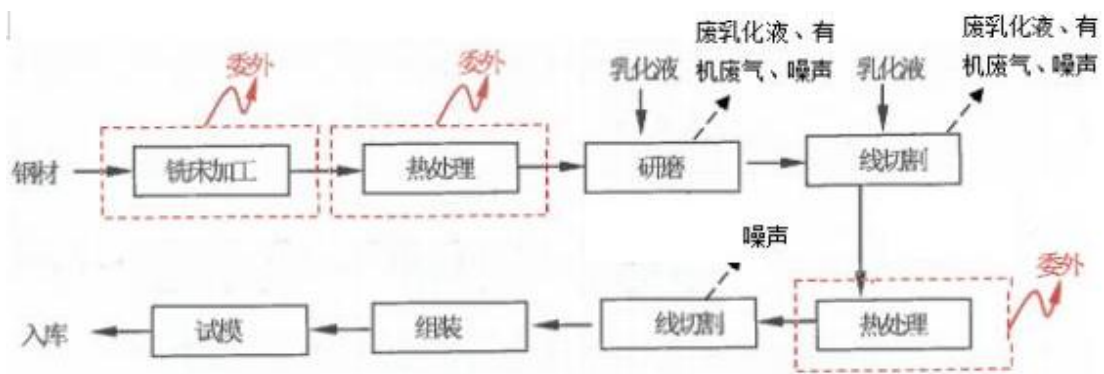 废乳化液、有
机废气、噪声
废乳化液、有
机废气、噪声
委外
委外
乳化液
乳化液
钢材
铣床加工
热处理
研磨
线切割
噪声
委外
入库
试模
组装
线切割
热处理